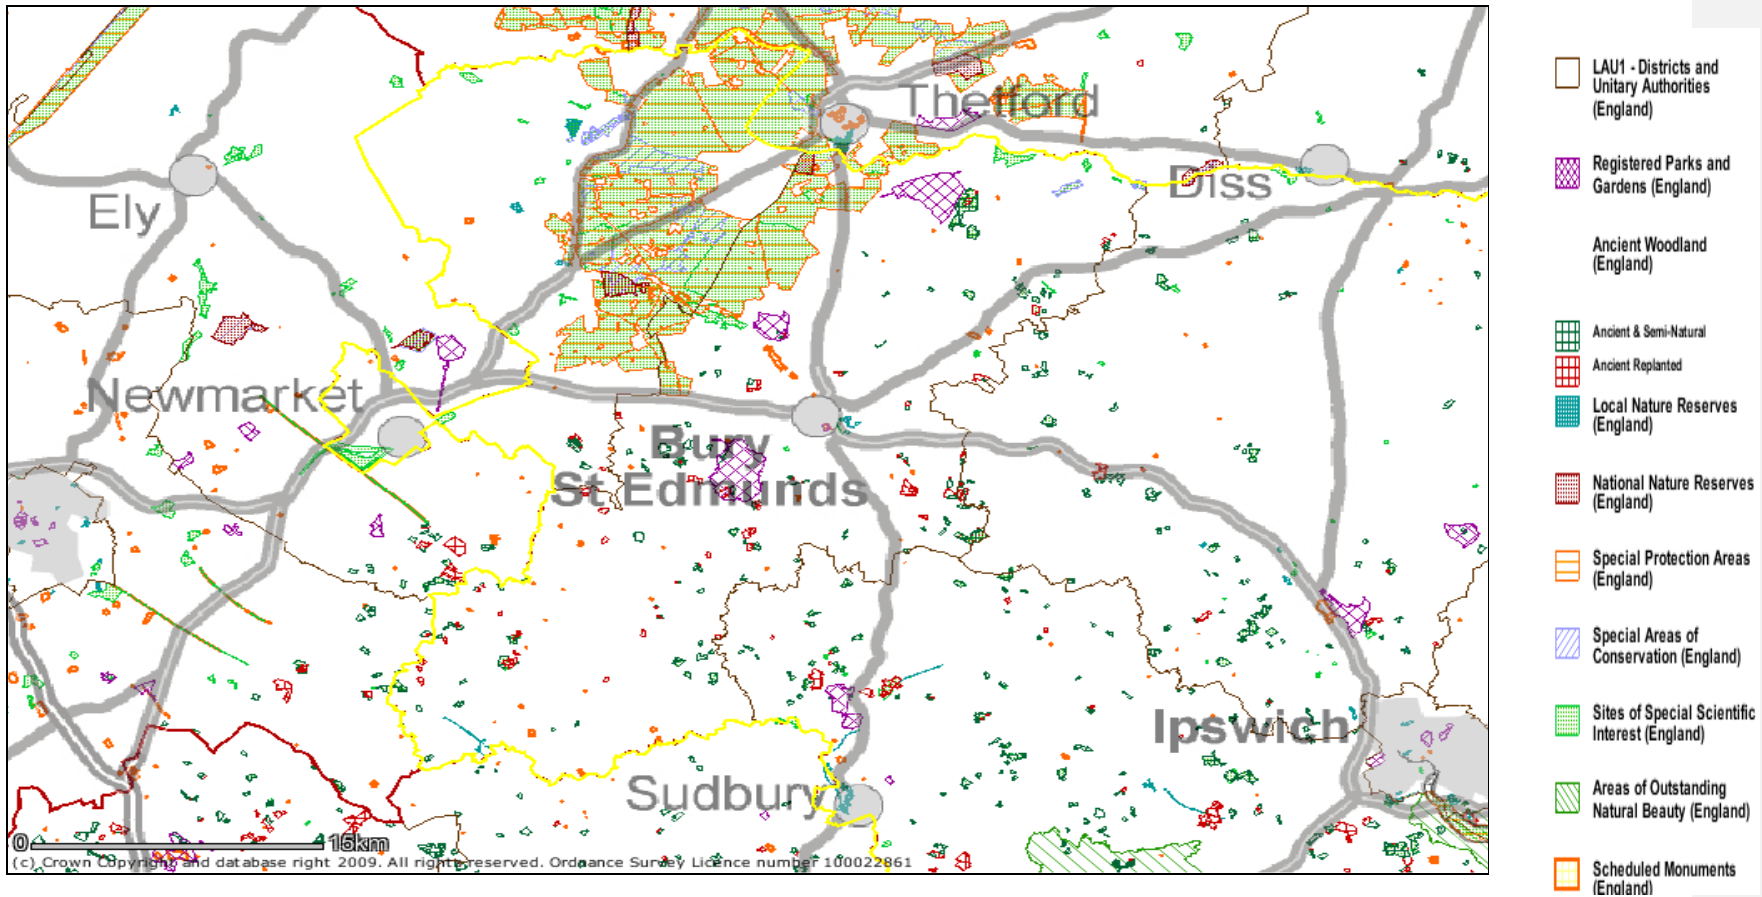 Thetford
Diss
Ely
Newmarket
Bury
St Edmunds
Ipswich
Sudbury
0 15km
(c) Crown Copyright and database right 2009. All rights reserved. Ordnance Survey Licence number 100022861
LAU1 - Districts and
Unitary Authorities
(England)
Registered Parks and
Gardens (England)
Ancient Woodland
(England)
Ancient & Semi-Natural
Ancient Replanted
Local Nature Reserves
(England)
National Nature Reserves
(England)
Special Protection Areas
(England)
Special Areas of
Conservation (England)
Sites of Special Scientific
Interest (England)
Areas of Outstanding
Natural Beauty (England)
Scheduled Monuments
(England)